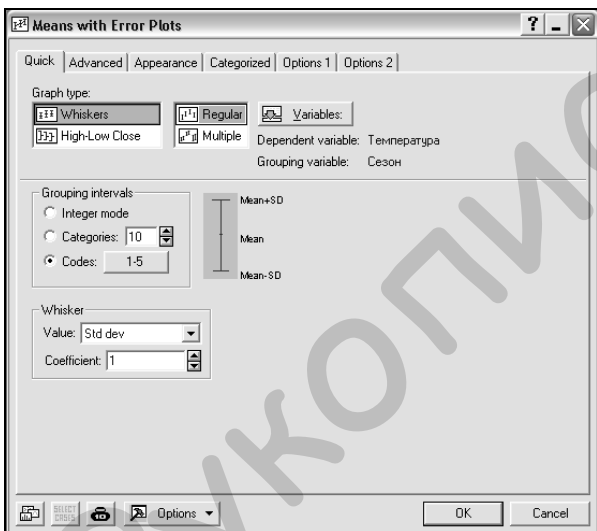 Means with Error Plots
Quick Advanced Appearance Categorized Options 1 Options 2
Graph type:
Whiskers Regular Variables:
High-Low Close Multiple Dependent variable: Температура
Grouping variable: Сезон
Grouping intervals
Integer mode
Categories: 10
Codes: 1-5
Mean+SD
Mean
Mean-SD
Whisker
Value: Std dev
Coefficient: 1
SELECT CASES Options OK Cancel